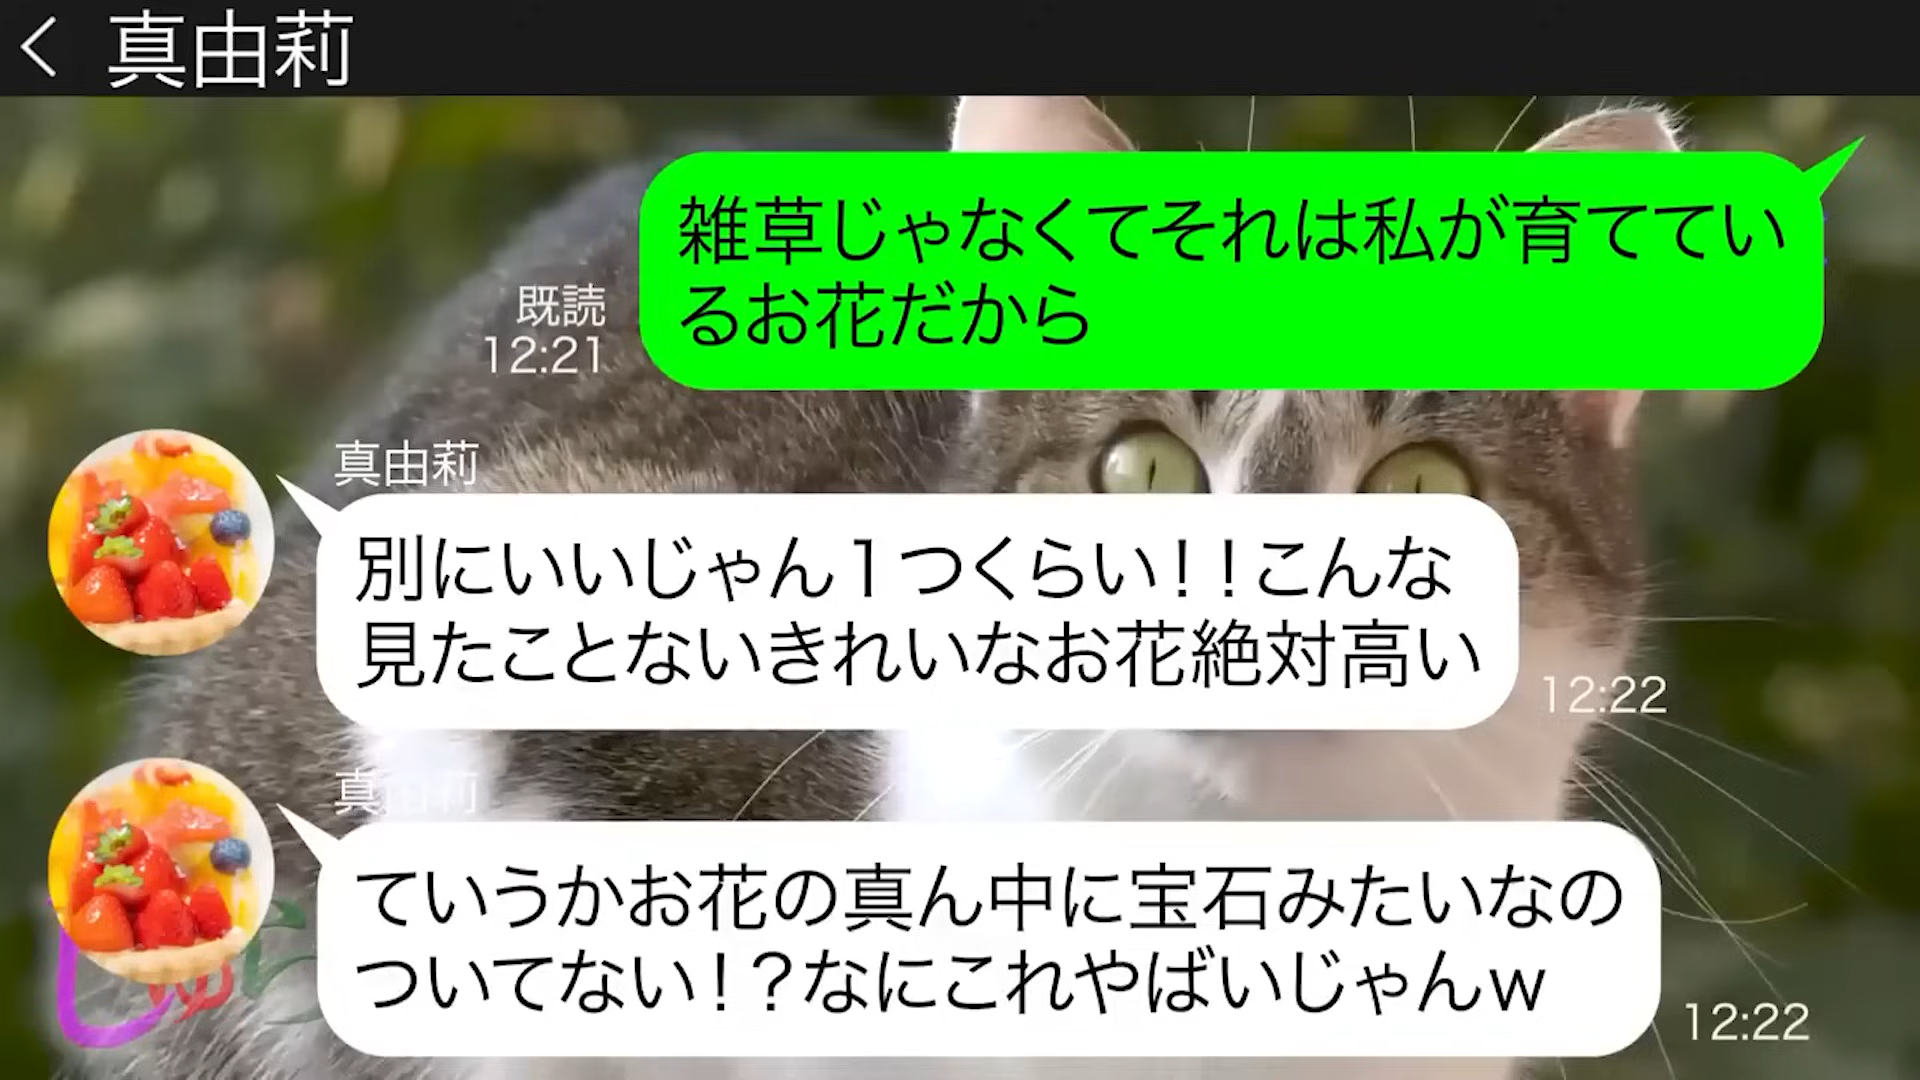 真由莉
雑草じゃなくてそれは私が育ててい
るお花だから
既読
12:21
真由莉
別にいいじゃん1つくらい！！こんな
見たことないきれいなお花絶対高い
12:22
真由莉
ていうかお花の真ん中に宝石みたいなの
ついてない！？なにこれやばいじゃんw
12:22